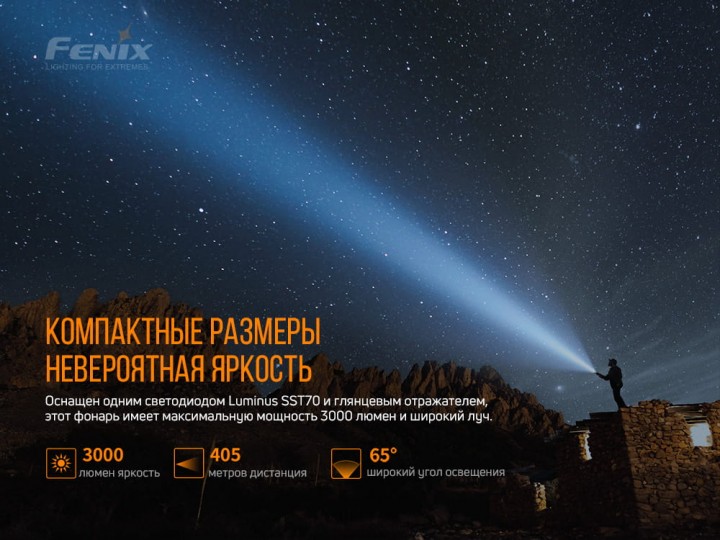 FENIX
LIGHTING FOR EXTREMES
КОМПАКТНЫЕ РАЗМЕРЫ
НЕВЕРОЯТНАЯ ЯРКОСТЬ
Оснащен одним светодиодом Luminus SST70 и глянцевым отражателем,
этот фонарь имеет максимальную мощность 3000 люмен и широкий луч.
3000
люмен яркость
405
метров дистанция
65°
широкий угол освещения